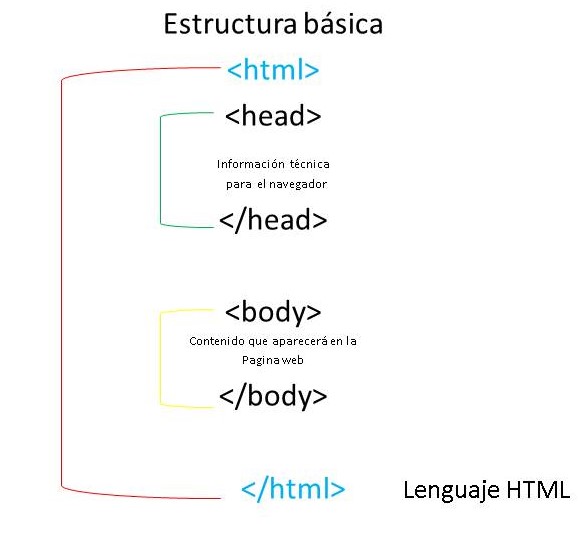 Estructura básica
<html>
<head>
Información técnica
para el navegador
</head>
<body>
Contenido que aparecerá en la
Pagina web
</body>
</html>
Lenguaje HTML